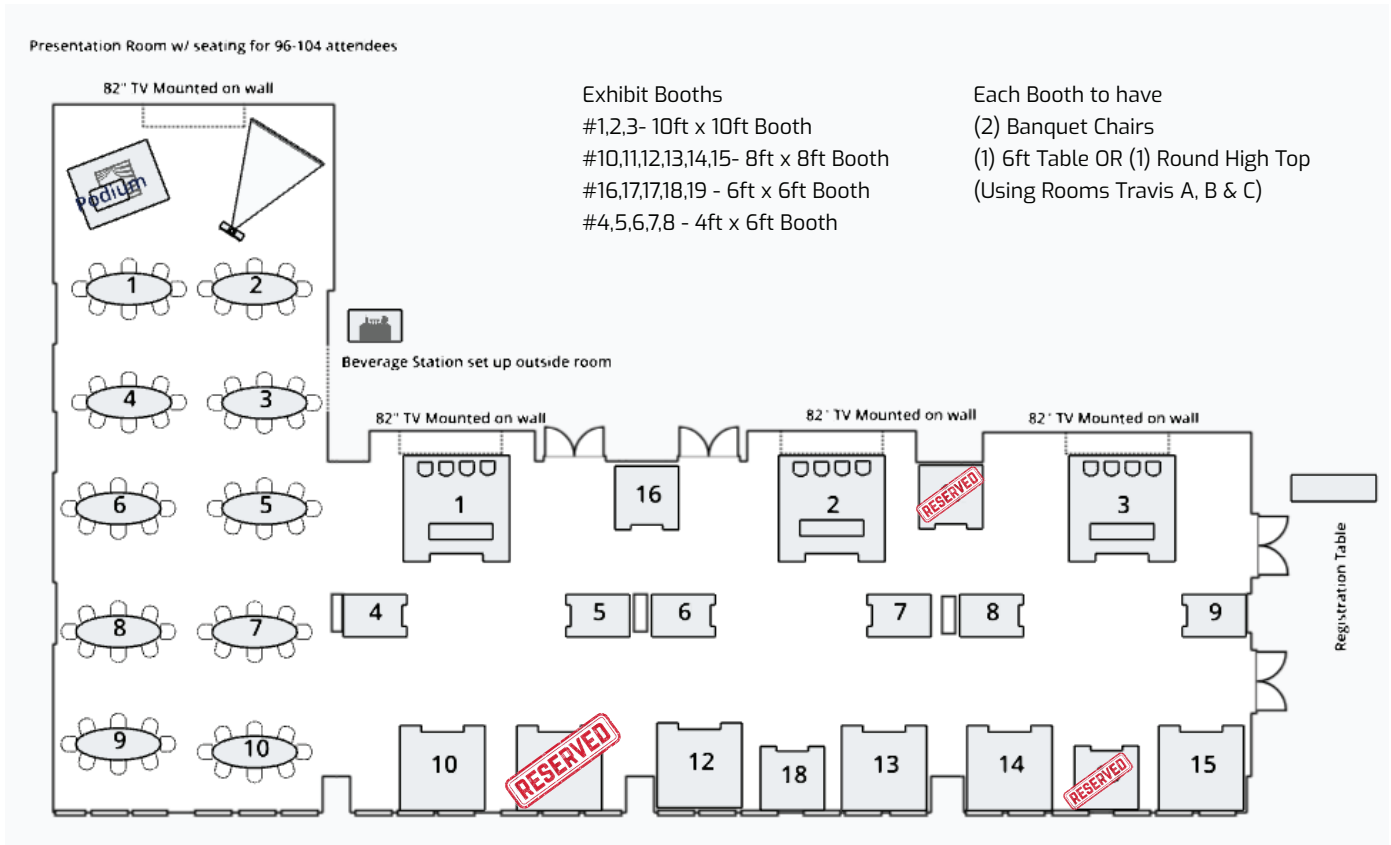 Presentation Room w/ seating for 96-104 attendees
82" TV Mounted on wall
Exhibit Booths
#1,2,3- 10ft x 10ft Booth
#10,11,12,13,14,15- 8ft x 8ft Booth
#16,17,17,18,19 - 6ft x 6ft Booth
#4,5,6,7,8 - 4ft x 6ft Booth
Each Booth to have
(2) Banquet Chairs
(1) 6ft Table OR (1) Round High Top
(Using Rooms Travis A, B & C)
Podium
1 2
Beverage Station set up outside room
4 3
82" TV Mounted on wall
82" TV Mounted on wall
82" TV Mounted on wall
6 5
1 16 2 RESERVED 3
Registration Table
8 7
4 5 6 7 8 9
9 10
10 RESERVED 12 18 13 14 RESERVED 15